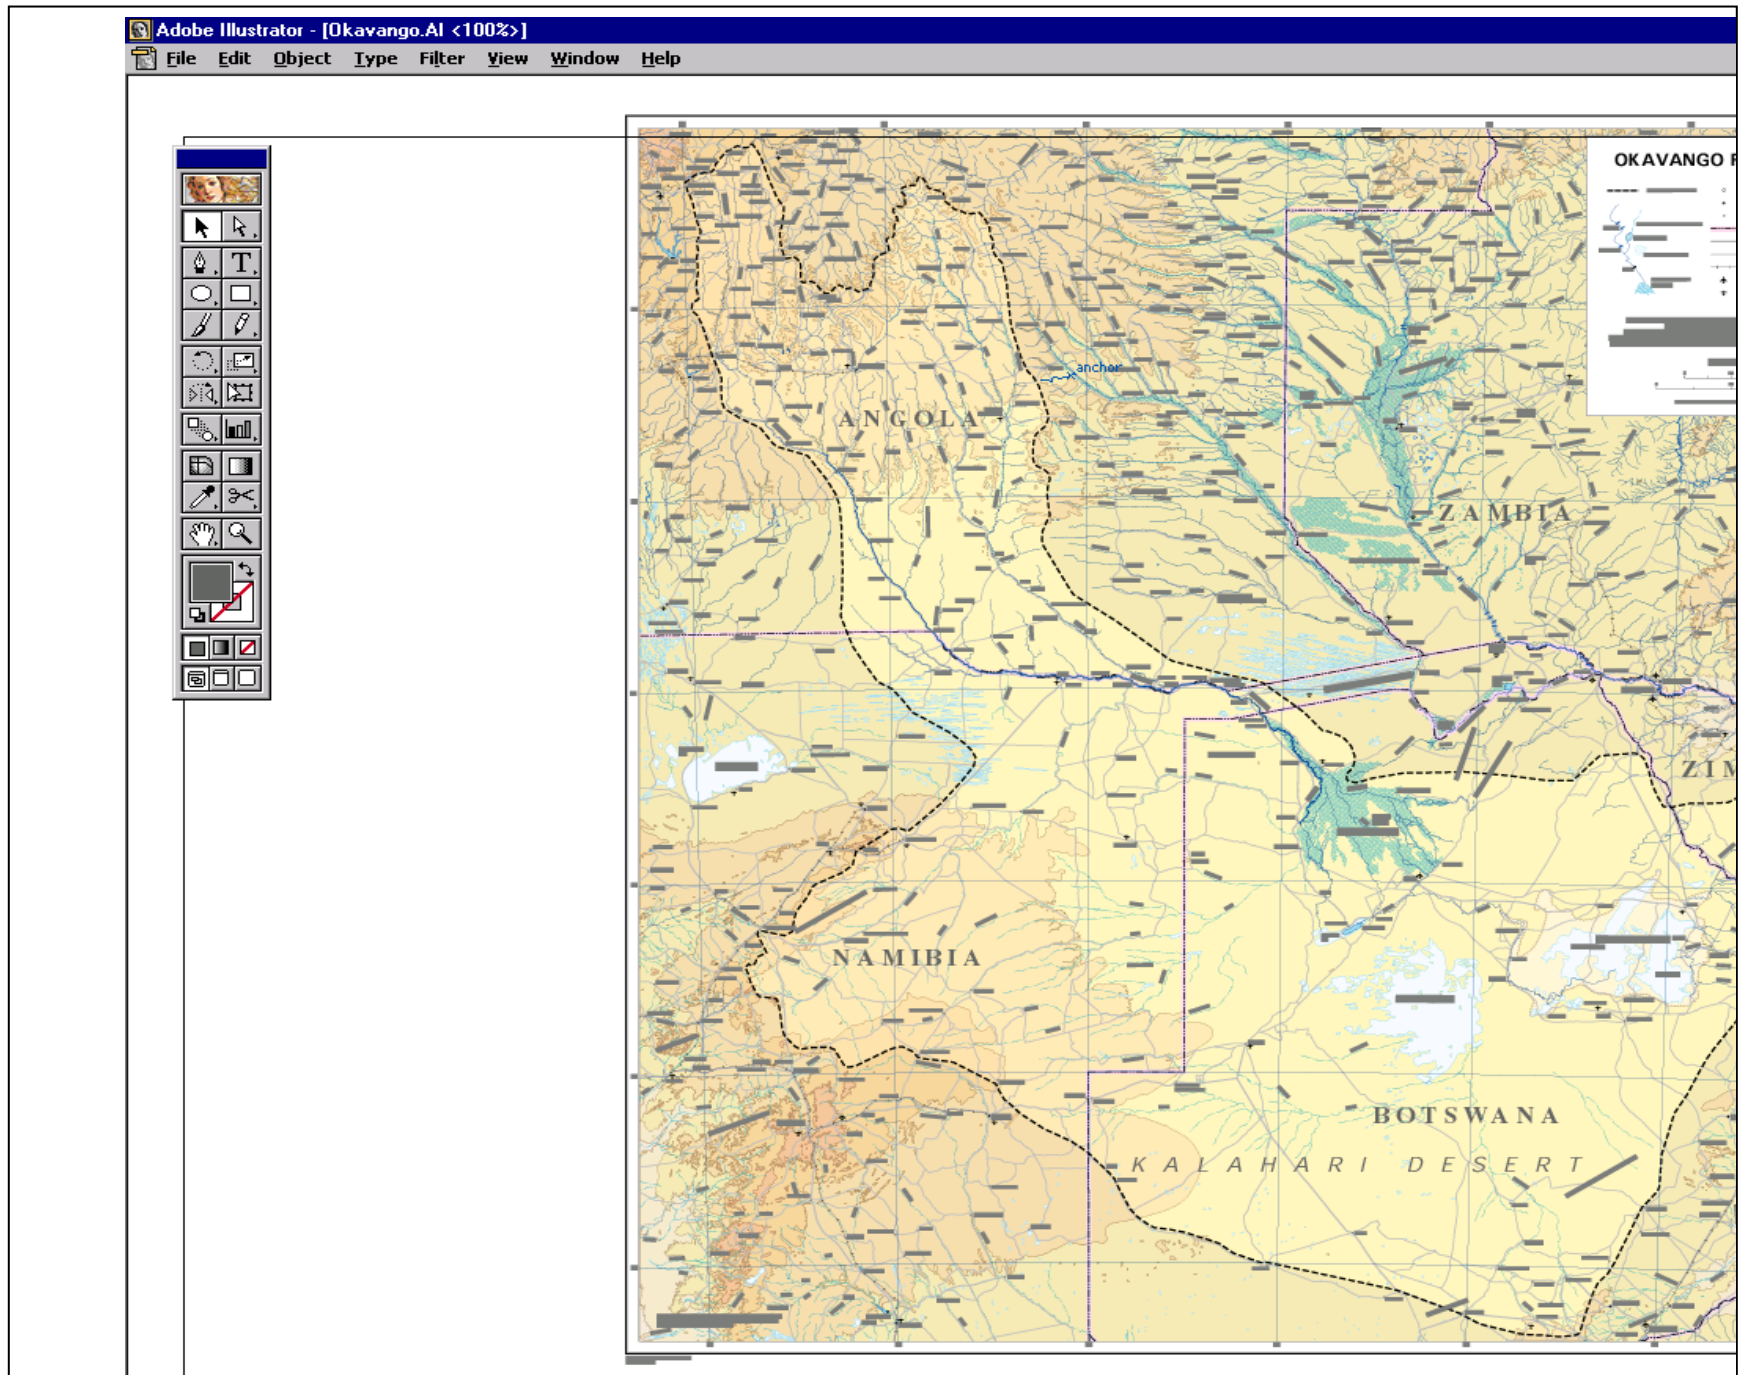 Adobe Illustrator - [Okavango.AI <100%>]
File Edit Object Type Filter View Window Help
OKAVANGO
T
anchor
ANGOLA
ZAMBIA
NAMIBIA
BOTSWANA
KALAHARI DESERT